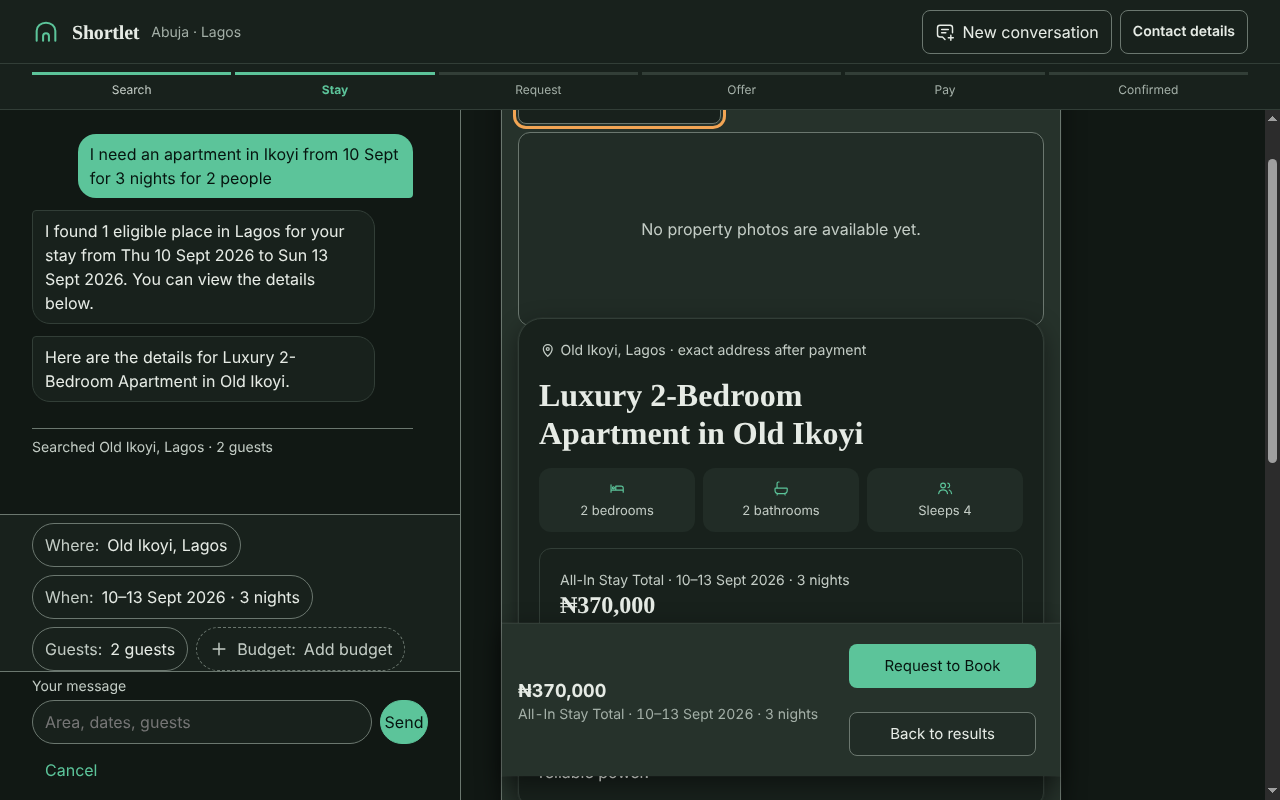 Shortlet
Abuja · Lagos
New conversation
Contact details
Search
Stay
Request
Offer
Pay
Confirmed
I need an apartment in Ikoyi from 10 Sept
for 3 nights for 2 people
I found 1 eligible place in Lagos for your
stay from Thu 10 Sept 2026 to Sun 13
Sept 2026. You can view the details
below.
Here are the details for Luxury 2-
Bedroom Apartment in Old Ikoyi.
Searched Old Ikoyi, Lagos · 2 guests
Where: Old Ikoyi, Lagos
When: 10–13 Sept 2026 · 3 nights
Guests: 2 guests
Budget: Add budget
Your message
Area, dates, guests
Send
Cancel
No property photos are available yet.
Old Ikoyi, Lagos · exact address after payment
Luxury 2-Bedroom
Apartment in Old Ikoyi
2 bedrooms
2 bathrooms
Sleeps 4
All-In Stay Total · 10–13 Sept 2026 · 3 nights
₦370,000
₦370,000
All-In Stay Total · 10–13 Sept 2026 · 3 nights
Request to Book
Back to results
reliable power.